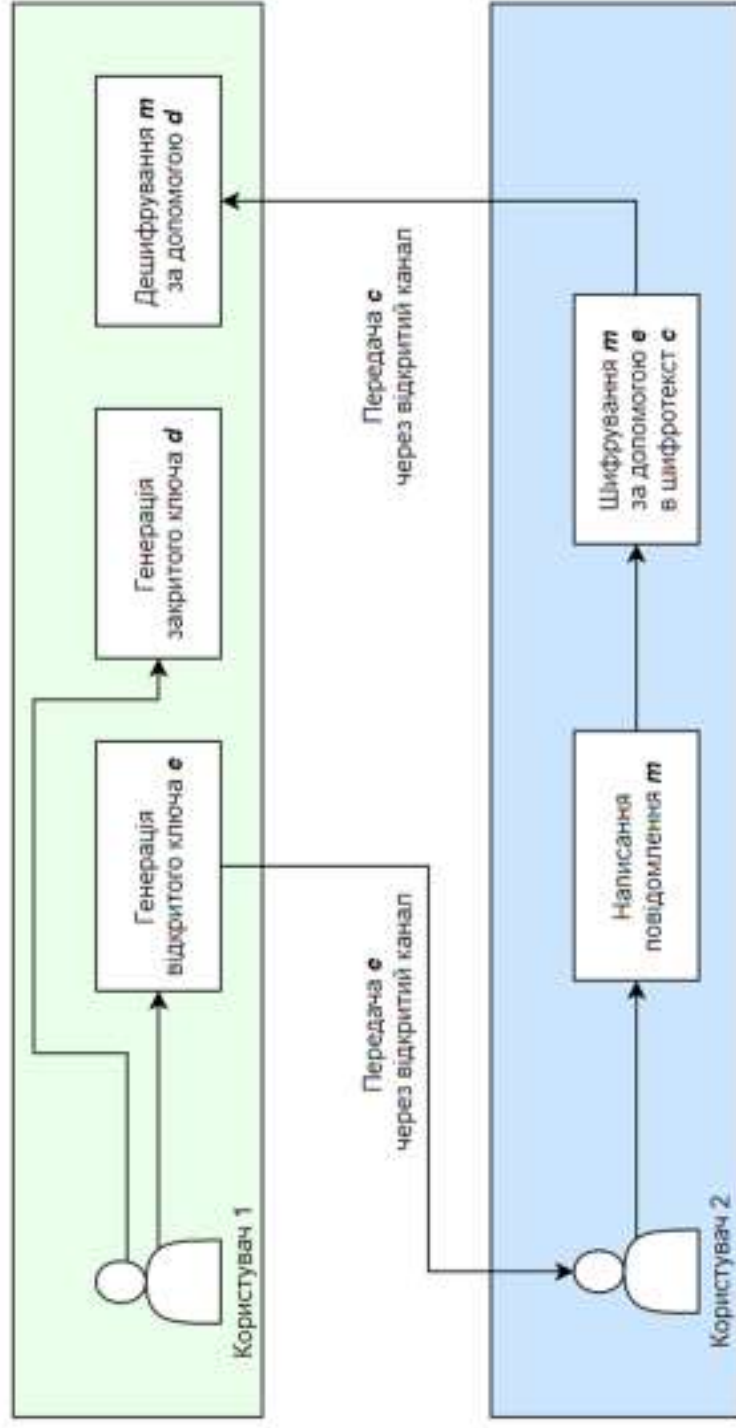 Користувач 1
Генерація
відкритого ключа e
Генерація
закритого ключа d
Дешифрування m
за допомогою d
Передача e
через відкритий канал
Передача c
через відкритий канал
Користувач 2
Написання
повідомлення m
Шифрування m
за допомогою e
в шифротекст c